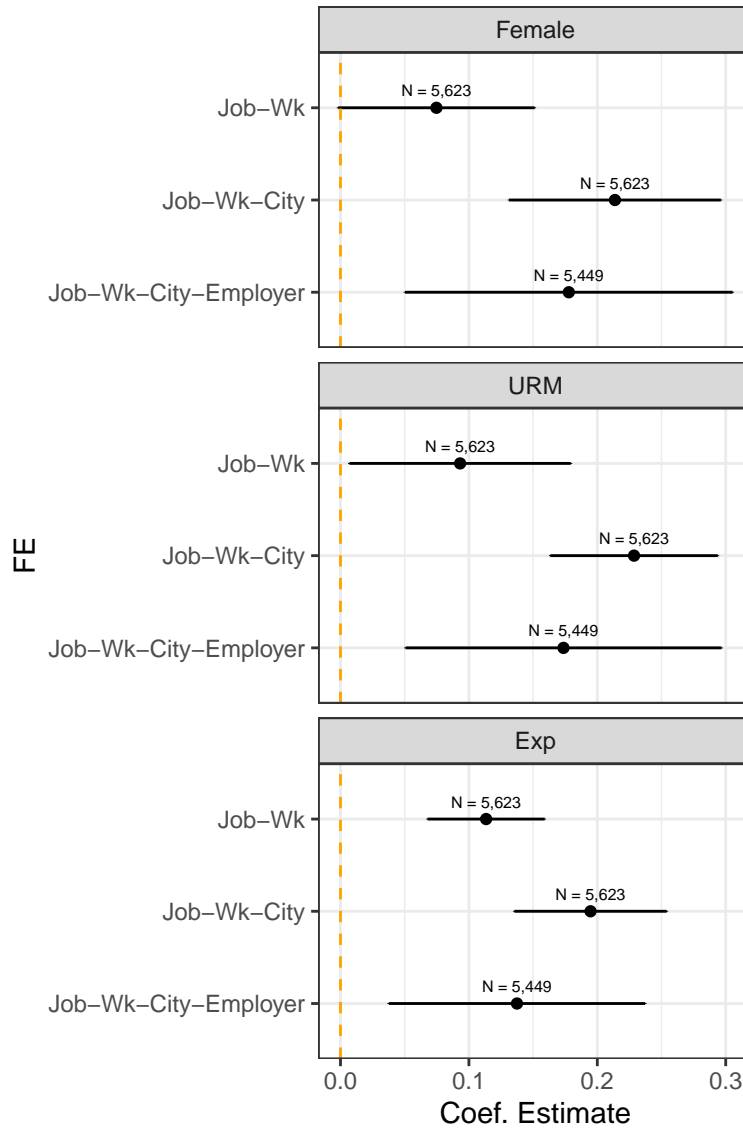 Female
Job−Wk
N = 5,623
Job−Wk−City
N = 5,623
Job−Wk−City−Employer
N = 5,449
URM
Job−Wk
N = 5,623
Job−Wk−City
N = 5,623
Job−Wk−City−Employer
N = 5,449
FE
Exp
Job−Wk
N = 5,623
Job−Wk−City
N = 5,623
Job−Wk−City−Employer
N = 5,449
0.0 0.1 0.2 0.3
Coef. Estimate